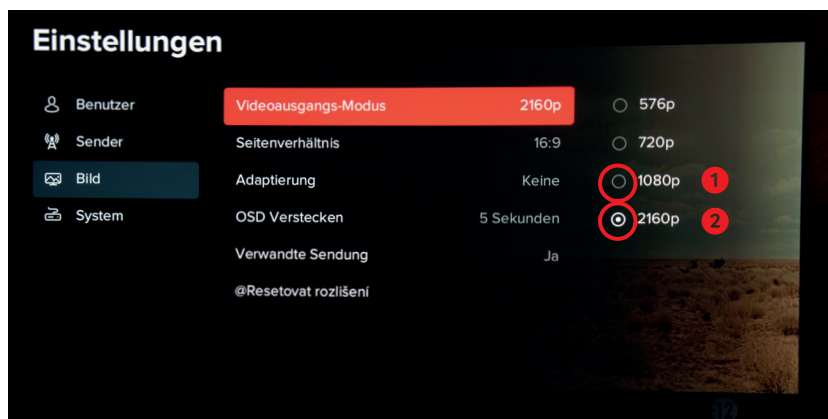 Einstellungen
Benutzer
Sender
Bild
System
Videoausgangs-Modus 2160p
Seitenverhältnis 16:9
Adaptierung Keine
OSD Verstecken 5 Sekunden
Verwandte Sendung Ja
@Resetovat rozlišení
576p
720p
1080p 1
2160p 2